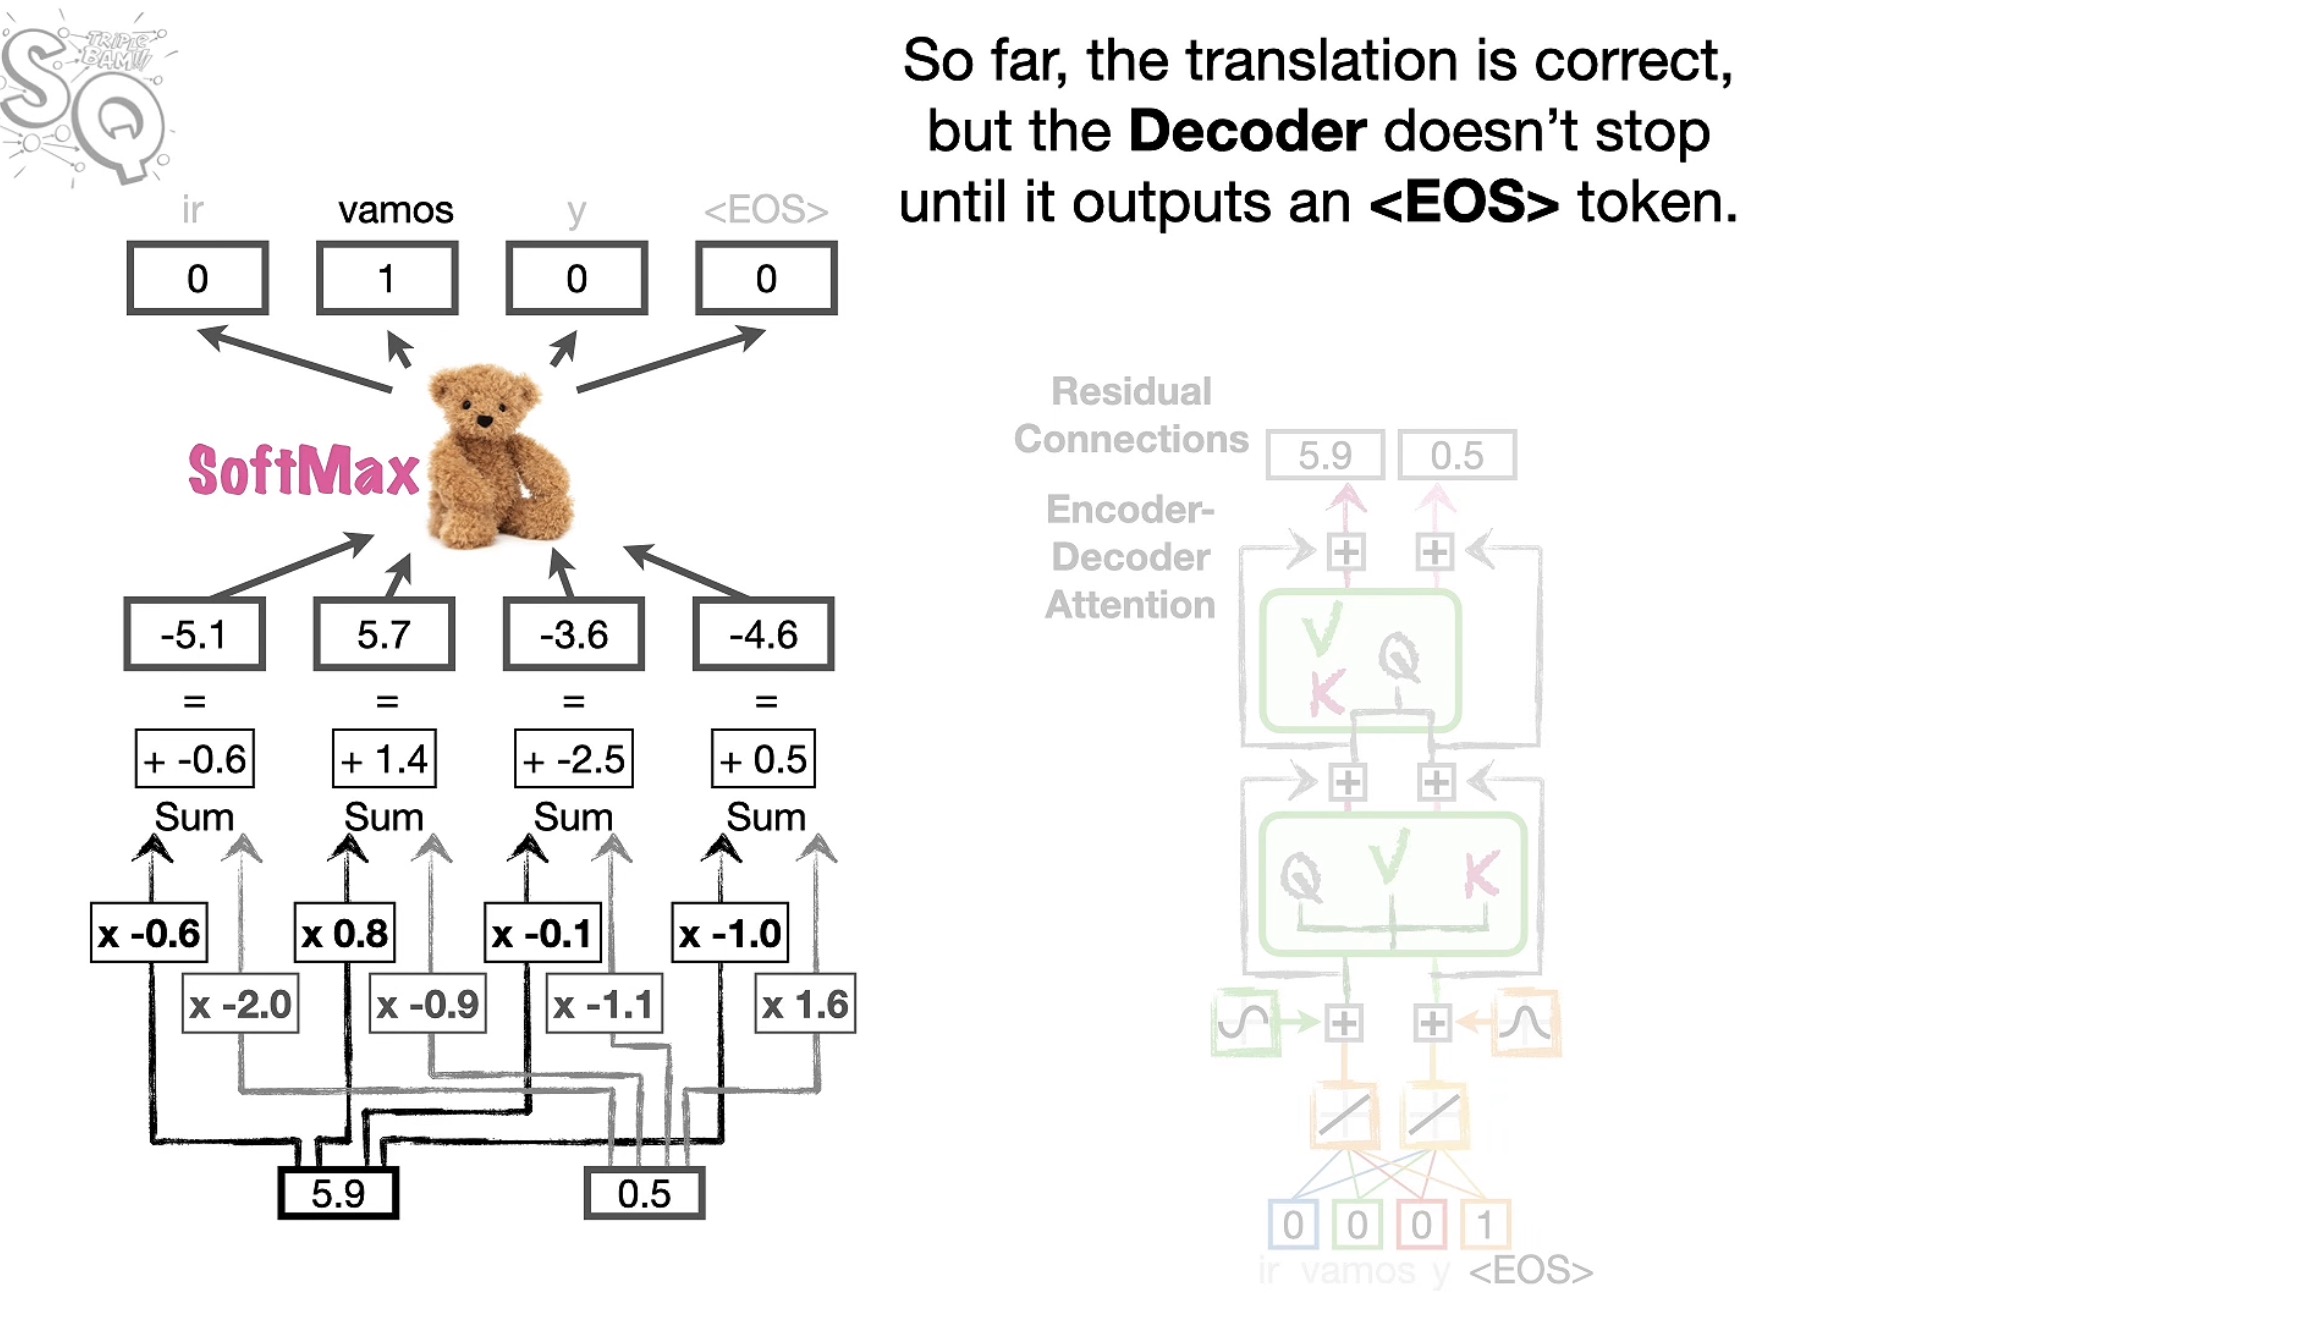 So far, the translation is correct,
but the Decoder doesn’t stop
until it outputs an <EOS> token.
SQ
TRIPLE
BAM!!!
ir vamos y <EOS>
0 1 0 0
SoftMax
-5.1 5.7 -3.6 -4.6
= = = =
+ -0.6 + 1.4 + -2.5 + 0.5
Sum Sum Sum Sum
x -0.6 x 0.8 x -0.1 x -1.0
x -2.0 x -0.9 x -1.1 x 1.6
5.9 0.5
Residual
Connections
5.9 0.5
Encoder-
Decoder
Attention
+ +
V
Q
K
+ +
Q V K
+ +
0 0 0 1
ir vamos y <EOS>